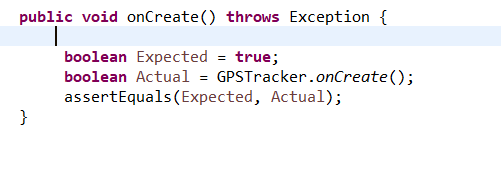 public void onCreate() throws Exception {
boolean Expected = true;
boolean Actual = GPSTracker.onCreate();
assertEquals(Expected, Actual);
}